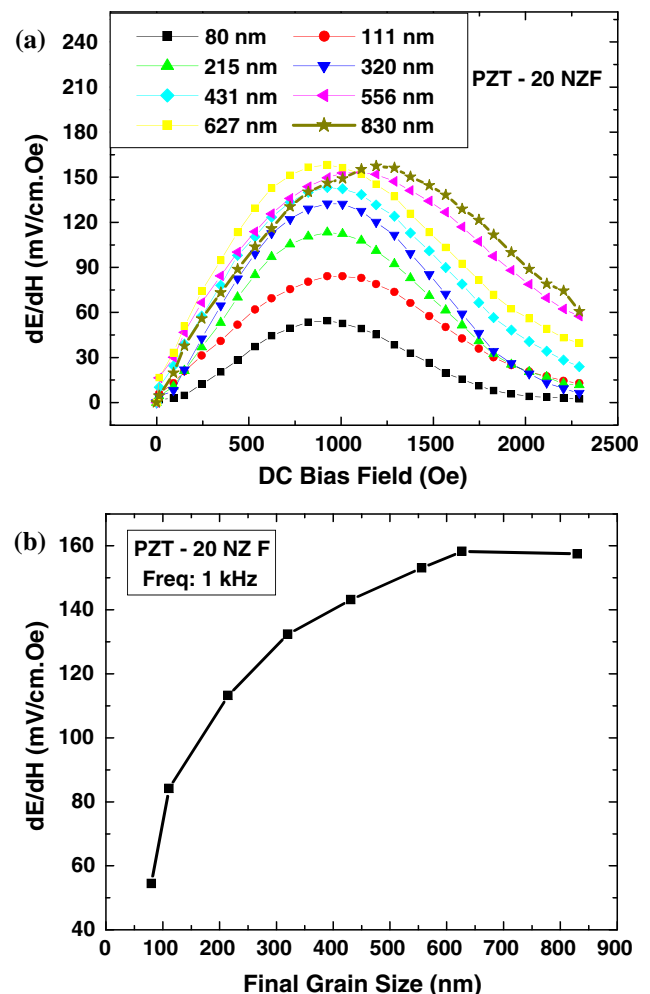 (a)
80 nm 111 nm
215 nm 320 nm
431 nm 556 nm
627 nm 830 nm
PZT - 20 NZF
240
210
180
150
120
90
60
30
0
dE/dH (mV/cm.Oe)
0 500 1000 1500 2000 2500
DC Bias Field (Oe)
(b)
PZT - 20 NZ F
Freq: 1 kHz
160
140
120
100
80
60
40
dE/dH (mV/cm.Oe)
0 100 200 300 400 500 600 700 800 900
Final Grain Size (nm)